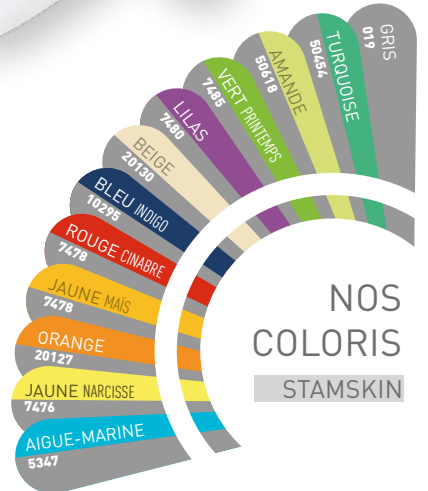 GRIS
019
TURQUOISE
50454
AMANDE
50618
VERT PRINTEMPS
7485
LILAS
7480
BEIGE
20130
BLEU INDIGO
10295
ROUGE CINABRE
7478
JAUNE MAÏS
7478
ORANGE
20127
JAUNE NARCISSE
7476
AIGUE-MARINE
5347
NOS
COLORIS
STAMSKIN